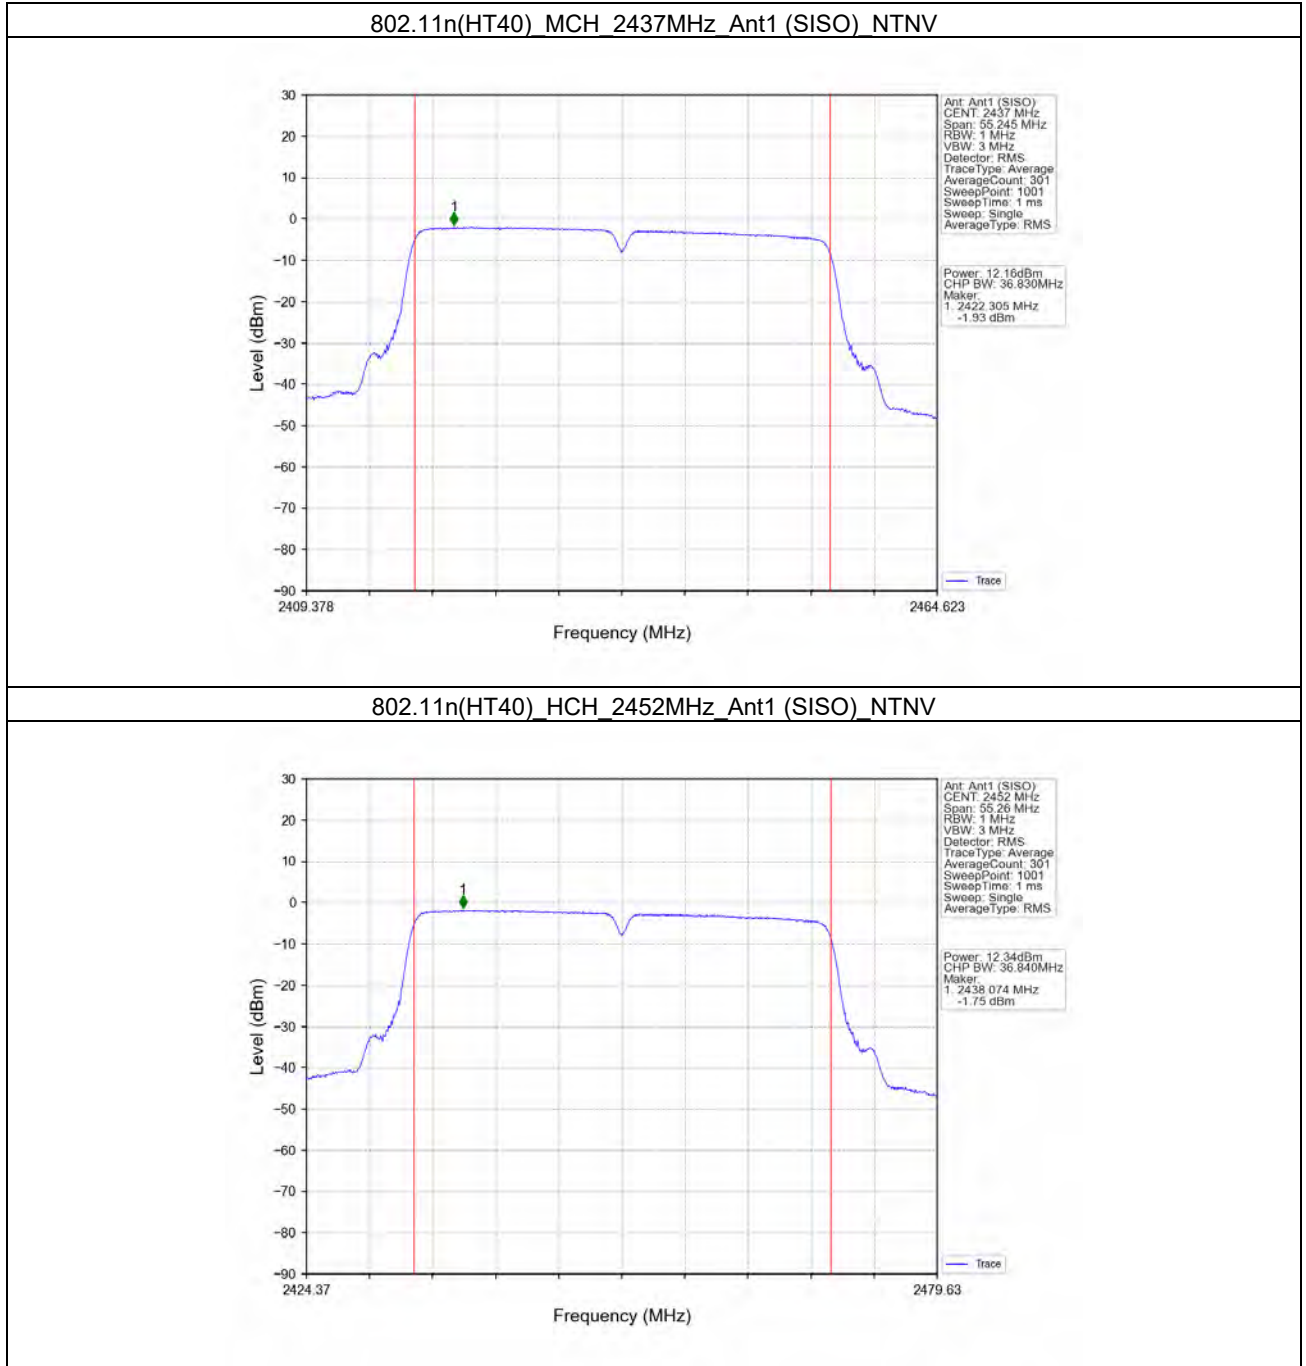 802.11n(HT40)_MCH_2437MHz_Ant1 (SISO)_NTNV
30
20
10
0
−10
−20
−30
−40
−50
−60
−70
−80
−90
Level (dBm)
1
2409.378
2464.623
Frequency (MHz)
Ant: Ant1 (SISO)
CENT: 2437 MHz
Span: 55.245 MHz
RBW: 1 MHz
VBW: 3 MHz
Detector: RMS
TraceType: Average
AverageCount: 301
SweepPoint: 1001
SweepTime: 1 ms
Sweep: Single
AverageType: RMS
Power: 12.16dBm
CHP BW: 36.830MHz
Maker:
1. 2422.305 MHz
-1.93 dBm
Trace
802.11n(HT40)_HCH_2452MHz_Ant1 (SISO)_NTNV
30
20
10
0
−10
−20
−30
−40
−50
−60
−70
−80
−90
Level (dBm)
1
2424.37
2479.63
Frequency (MHz)
Ant: Ant1 (SISO)
CENT: 2452 MHz
Span: 55.26 MHz
RBW: 1 MHz
VBW: 3 MHz
Detector: RMS
TraceType: Average
AverageCount: 301
SweepPoint: 1001
SweepTime: 1 ms
Sweep: Single
AverageType: RMS
Power: 12.34dBm
CHP BW: 36.840MHz
Maker:
1. 2438.074 MHz
-1.75 dBm
Trace